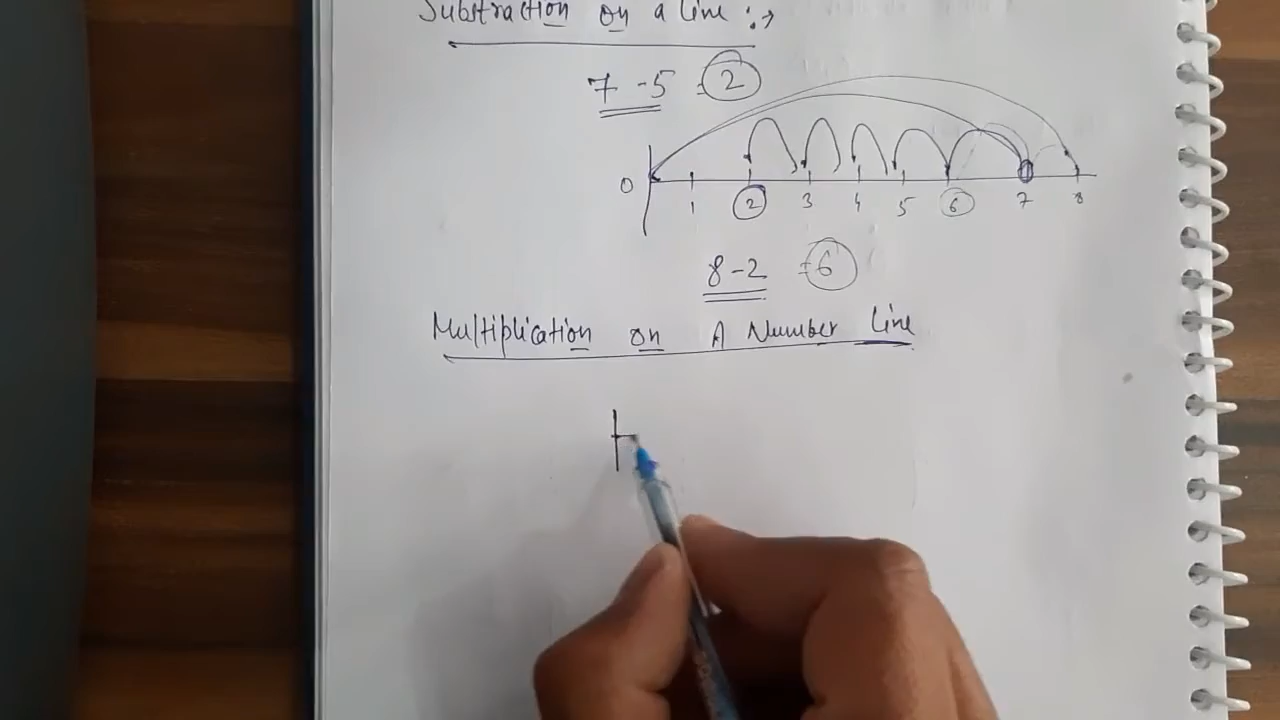 Substraction on a line :→
7 - 5 = 2
0 1 2 3 4 5 6 7 8
8 - 2 = 6
Multiplication on A Number Line